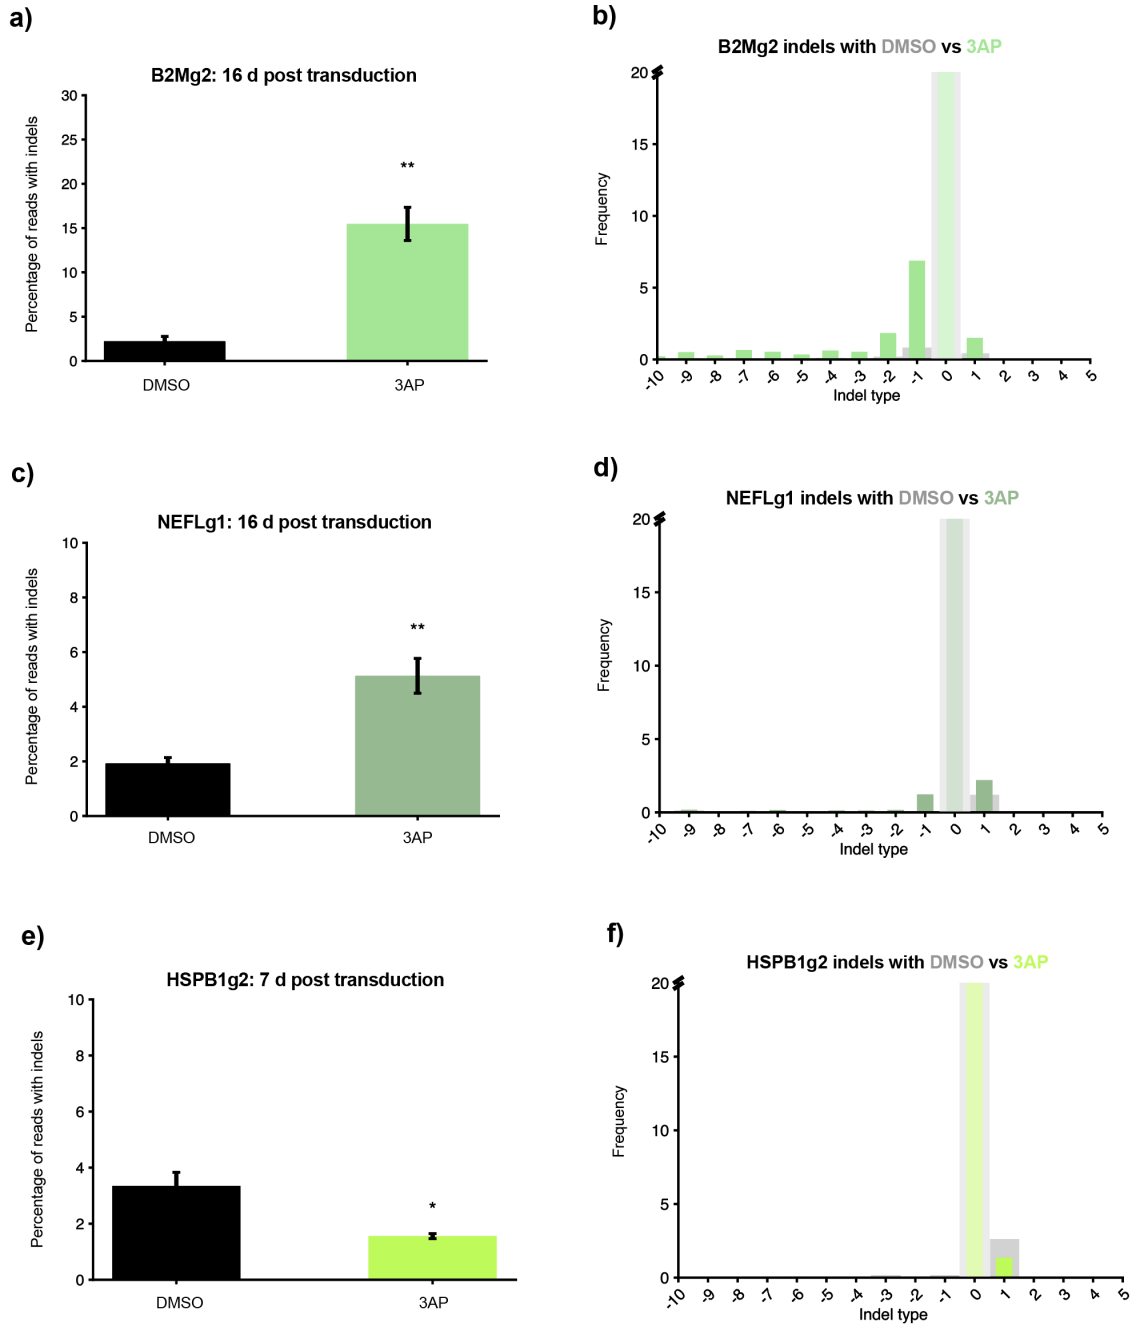 a)
B2Mg2: 16 d post transduction
Percentage of reads with indels
30
25
20
15
10
5
0
**
DMSO
3AP
b)
B2Mg2 indels with DMSO vs 3AP
Frequency
20
15
10
5
0
-10 -9 -8 -7 -6 -5 -4 -3 -2 -1 0 1 2 3 4 5
Indel type
c)
NEFLg1: 16 d post transduction
Percentage of reads with indels
10
8
6
4
2
0
**
DMSO
3AP
d)
NEFLg1 indels with DMSO vs 3AP
Frequency
20
15
10
5
0
-10 -9 -8 -7 -6 -5 -4 -3 -2 -1 0 1 2 3 4 5
Indel type
e)
HSPB1g2: 7 d post transduction
Percentage of reads with indels
10
8
6
4
2
0
*
DMSO
3AP
f)
HSPB1g2 indels with DMSO vs 3AP
Frequency
20
15
10
5
0
-10 -9 -8 -7 -6 -5 -4 -3 -2 -1 0 1 2 3 4 5
Indel type